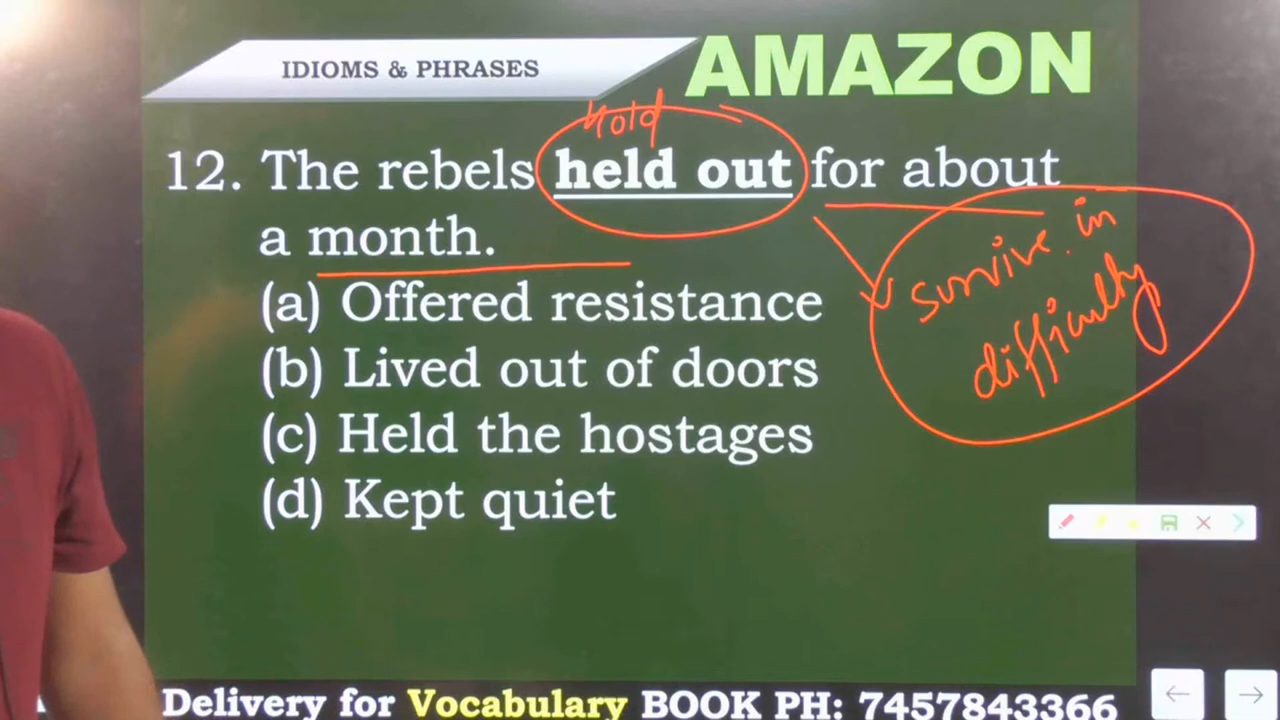 IDIOMS & PHRASES
AMAZON
hold
12. The rebels held out for about
a month.
survive in
difficulty
(a) Offered resistance
(b) Lived out of doors
(c) Held the hostages
(d) Kept quiet
Delivery for Vocabulary BOOK PH: 7457843366